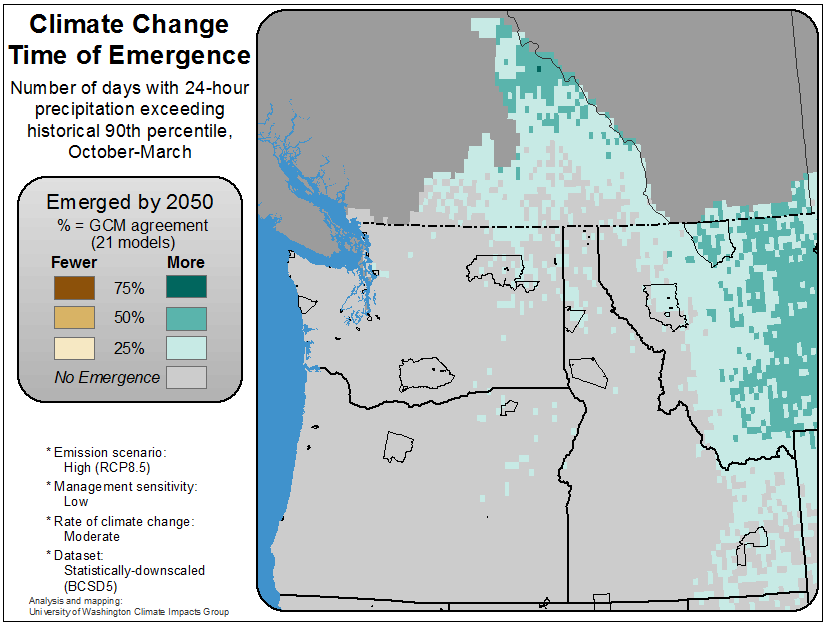 Climate Change
Time of Emergence
Number of days with 24-hour
precipitation exceeding
historical 90th percentile,
October-March
Emerged by 2050
% = GCM agreement
(21 models)
Fewer More
75%
50%
25%
No Emergence
* Emission scenario:
High (RCP8.5)
* Management sensitivity:
Low
* Rate of climate change:
Moderate
* Dataset:
Statistically-downscaled
(BCSD5)
Analysis and mapping:
University of Washington Climate Impacts Group